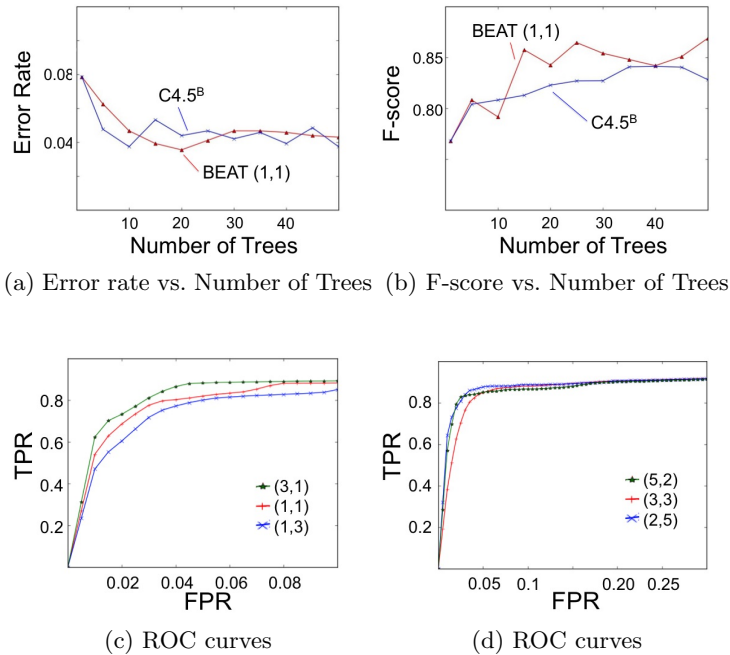 0.08
0.04
Error Rate
C4.5B
BEAT (1,1)
10 20 30 40
Number of Trees
(a) Error rate vs. Number of Trees
0.85
0.80
F-score
BEAT (1,1)
C4.5B
10 20 30 40
Number of Trees
(b) F-score vs. Number of Trees
0.8
0.6
0.4
0.2
TPR
(3,1)
(1,1)
(1,3)
0.02 0.04 0.06 0.08
FPR
(c) ROC curves
0.8
0.6
0.4
0.2
TPR
(5,2)
(3,3)
(2,5)
0.05 0.1 0.20 0.25
FPR
(d) ROC curves